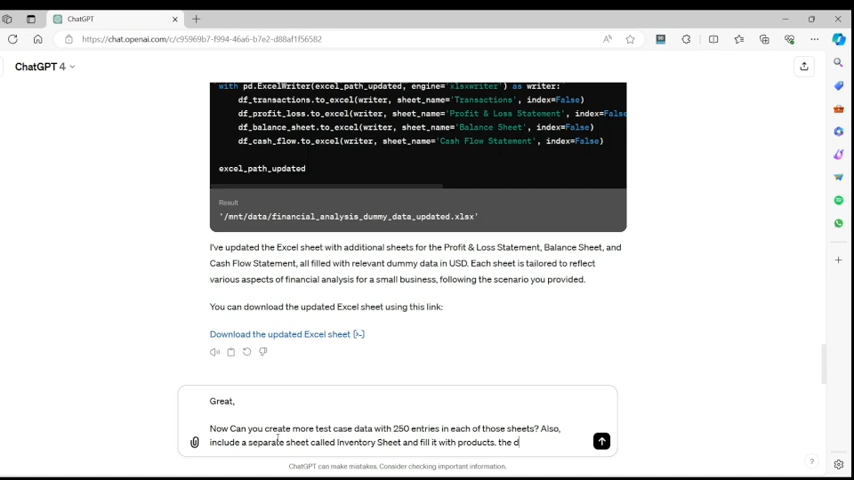 ChatGPT
https://chat.openai.com/c/c95969b7-f994-46a6-b7e2-d88af1f56582
ChatGPT 4
with pd.ExcelWriter(excel_path_updated, engine='xlsxwriter') as writer:
df_transactions.to_excel(writer, sheet_name='Transactions', index=False)
df_profit_loss.to_excel(writer, sheet_name='Profit & Loss Statement', index=False
df_balance_sheet.to_excel(writer, sheet_name='Balance Sheet', index=False)
df_cash_flow.to_excel(writer, sheet_name='Cash Flow Statement', index=False)
excel_path_updated
Result
'/mnt/data/financial_analysis_dummy_data_updated.xlsx'
I've updated the Excel sheet with additional sheets for the Profit & Loss Statement, Balance Sheet, and
Cash Flow Statement, all filled with relevant dummy data in USD. Each sheet is tailored to reflect
various aspects of financial analysis for a small business, following the scenario you provided.
You can download the updated Excel sheet using this link:
Download the updated Excel sheet [>-]
Great,
Now Can you create more test case data with 250 entries in each of those sheets? Also,
include a separate sheet called Inventory Sheet and fill it with products. the d
ChatGPT can make mistakes. Consider checking important information.
?